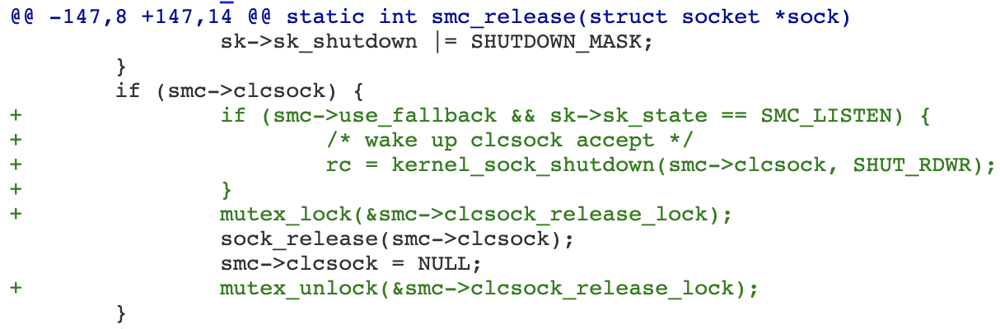 @@ -147,8 +147,14 @@ static int smc_release(struct socket *sock)
                sk->sk_shutdown |= SHUTDOWN_MASK;
        }
        if (smc->clcsock) {
+               if (smc->use_fallback && sk->sk_state == SMC_LISTEN) {
+                       /* wake up clcsock accept */
+                       rc = kernel_sock_shutdown(smc->clcsock, SHUT_RDWR);
+               }
+               mutex_lock(&smc->clcsock_release_lock);
                sock_release(smc->clcsock);
                smc->clcsock = NULL;
+               mutex_unlock(&smc->clcsock_release_lock);
        }